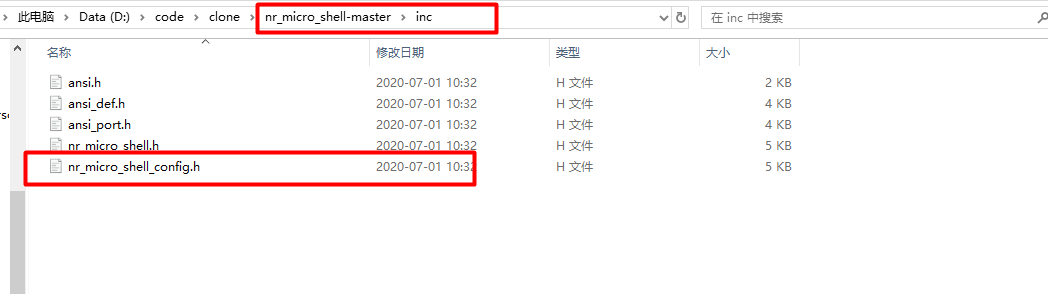 此电脑 > Data (D:) > code > clone > nr_micro_shell-master > inc 在 inc 中搜索
名称 修改日期 类型 大小
ansi.h 2020-07-01 10:32 H 文件 2 KB
ansi_def.h 2020-07-01 10:32 H 文件 4 KB
ansi_port.h 2020-07-01 10:32 H 文件 4 KB
nr_micro_shell.h 2020-07-01 10:32 H 文件 5 KB
nr_micro_shell_config.h 2020-07-01 10:32 H 文件 5 KB